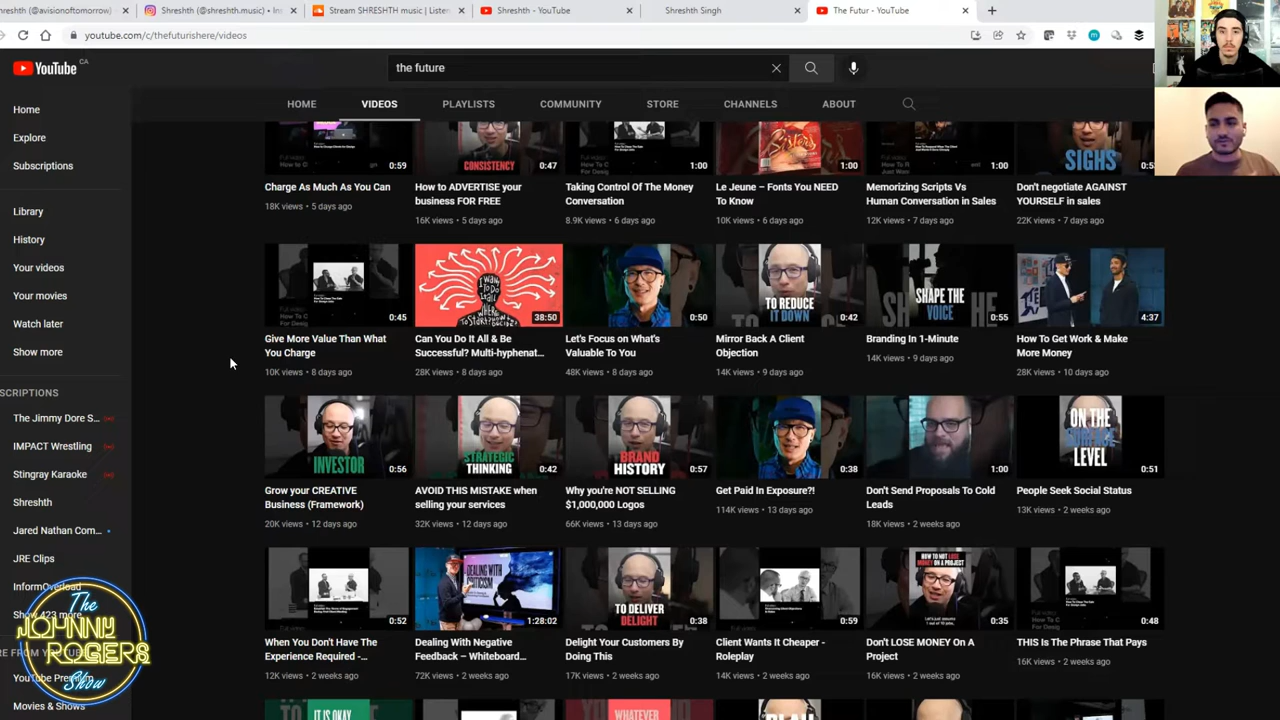 hreshth (@avisionoftomorrow)
Shreshth (@shreshth.music) • Ins
Stream SHRESHTH music | Listen
Shreshth - YouTube
Shreshth Singh
The Futur - YouTube
youtube.com/c/thefuturishere/videos
YouTube
CA
the future
HOME
VIDEOS
PLAYLISTS
COMMUNITY
STORE
CHANNELS
ABOUT
Home
Explore
Subscriptions
Library
History
Your videos
Your movies
Watch later
Show more
SCRIPTIONS
The Jimmy Dore S...
IMPACT Wrestling
Stingray Karaoke
Shreshth
Jared Nathan Com...
JRE Clips
InformOverload
Movies & Shows
The
JOHNNY
ROGERS
Show
0:59
CONSISTENCY
0:47
1:00
Sisters
1:00
1:00
SIGHS
Charge As Much As You Can
18K views • 5 days ago
How to ADVERTISE your
business FOR FREE
16K views • 5 days ago
Taking Control Of The Money
Conversation
8.9K views • 6 days ago
Le Jeune – Fonts You NEED
To Know
10K views • 6 days ago
Memorizing Scripts Vs
Human Conversation in Sales
12K views • 7 days ago
Don't negotiate AGAINST
YOURSELF in sales
22K views • 7 days ago
0:45
I WANT
TO DO
IT ALL
38:50
0:50
TO REDUCE
IT DOWN
0:42
SHAPE THE
VOICE
0:55
4:37
Give More Value Than What
You Charge
10K views • 8 days ago
Can You Do It All & Be
Successful? Multi-hyphenat...
28K views • 8 days ago
Let's Focus on What's
Valuable To You
48K views • 8 days ago
Mirror Back A Client
Objection
14K views • 9 days ago
Branding In 1-Minute
14K views • 9 days ago
How To Get Work & Make
More Money
28K views • 10 days ago
INVESTOR
0:56
STRATEGIC
THINKING
0:42
BRAND
HISTORY
0:57
0:38
1:00
ON THE
SURFACE
LEVEL
0:51
Grow your CREATIVE
Business (Framework)
20K views • 12 days ago
AVOID THIS MISTAKE when
selling your services
32K views • 12 days ago
Why you're NOT SELLING
$1,000,000 Logos
66K views • 13 days ago
Get Paid In Exposure?!
114K views • 13 days ago
Don't Send Proposals To Cold
Leads
18K views • 2 weeks ago
People Seek Social Status
13K views • 2 weeks ago
0:52
DEALING WITH
CRITICISM
1:28:02
TO DELIVER
DELIGHT
0:38
0:59
HOW TO NOT
LOSE MONEY
ON A PROJECT
0:35
0:48
When You Don't Have The
Experience Required -...
12K views • 2 weeks ago
Dealing With Negative
Feedback – Whiteboard...
72K views • 2 weeks ago
Delight Your Customers By
Doing This
17K views • 2 weeks ago
Client Wants It Cheaper -
Roleplay
14K views • 2 weeks ago
Don't LOSE MONEY On A
Project
16K views • 2 weeks ago
THIS Is The Phrase That Pays
16K views • 2 weeks ago
IT IS OKAY
WHATEVER